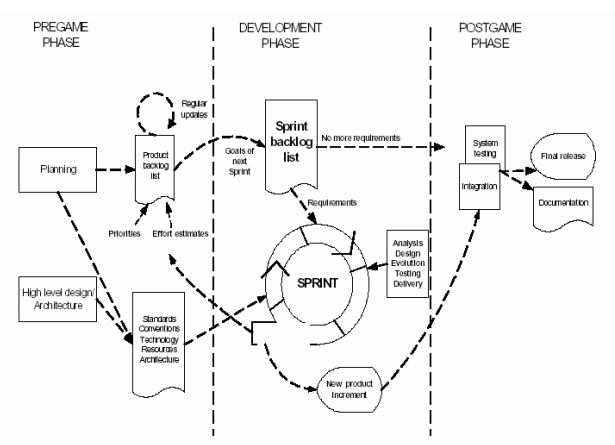 PREGAME
PHASE
DEVELOPMENT
PHASE
POSTGAME
PHASE
Regular
updates
Planning
Product
backlog
list
Goals of
next
Sprint
Sprint
backlog
list
No more requirements
System
testing
Integration
Final release
Documentation
Priorities
Effort estimates
Requirements
Analysis
Design
Evolution
Testing
Delivery
SPRINT
High level design/
Architecture
Standards
Conventions
Technology
Resources
Architecture
New product
increment